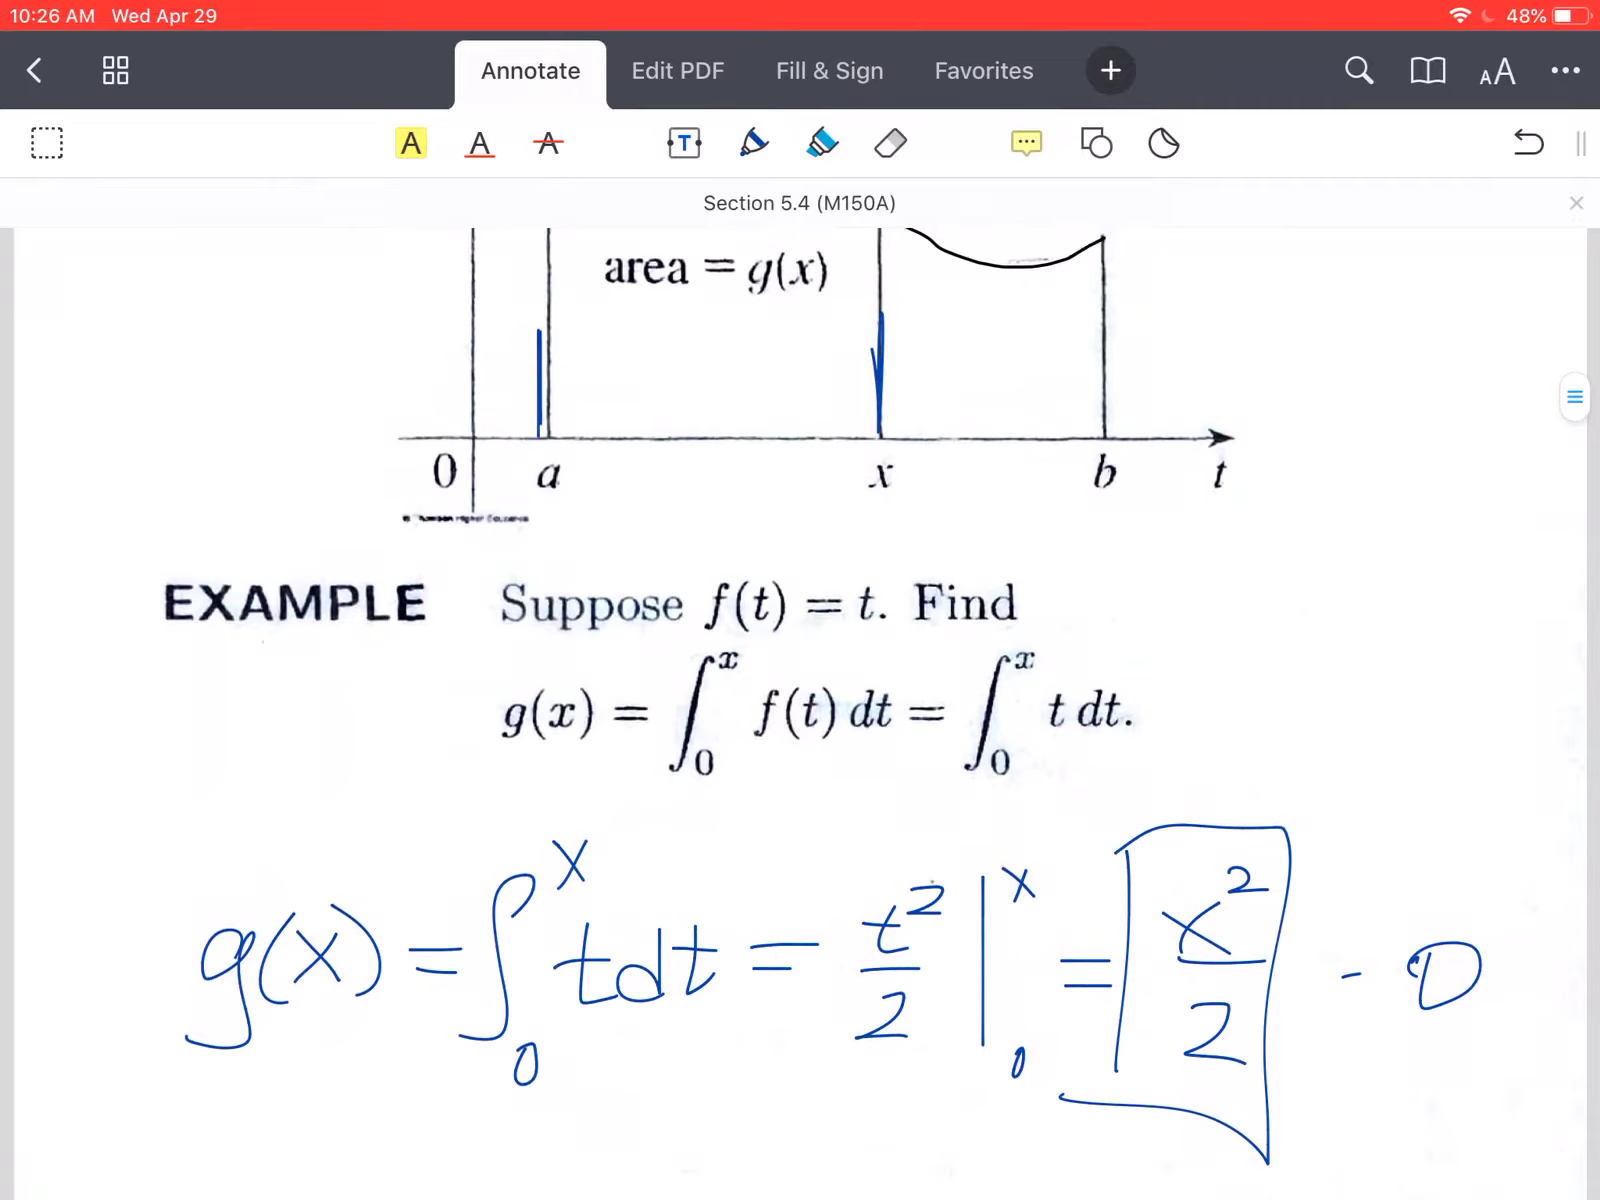 10:26 AM Wed Apr 29 48%
Annotate Edit PDF Fill & Sign Favorites + AA
A A A T
Section 5.4 (M150A) ×
area = g(x)
0 a x b t
EXAMPLE Suppose f(t) = t. Find
g(x) = ∫₀ˣ f(t) dt = ∫₀ˣ t dt.
g(x) = ∫₀ˣ t dt = t²/2 |₀ˣ = x²/2 - 0